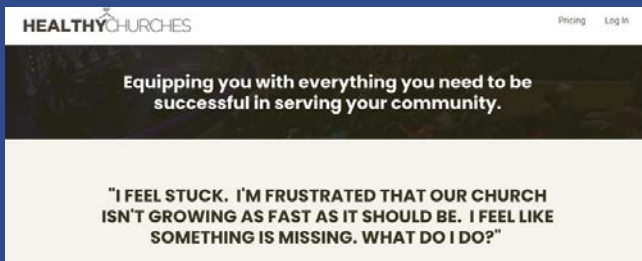 HEALTHYCHURCHES
Pricing Log In
Equipping you with everything you need to be
successful in serving your community.
"I FEEL STUCK. I'M FRUSTRATED THAT OUR CHURCH
ISN'T GROWING AS FAST AS IT SHOULD BE. I FEEL LIKE
SOMETHING IS MISSING. WHAT DO I DO?"